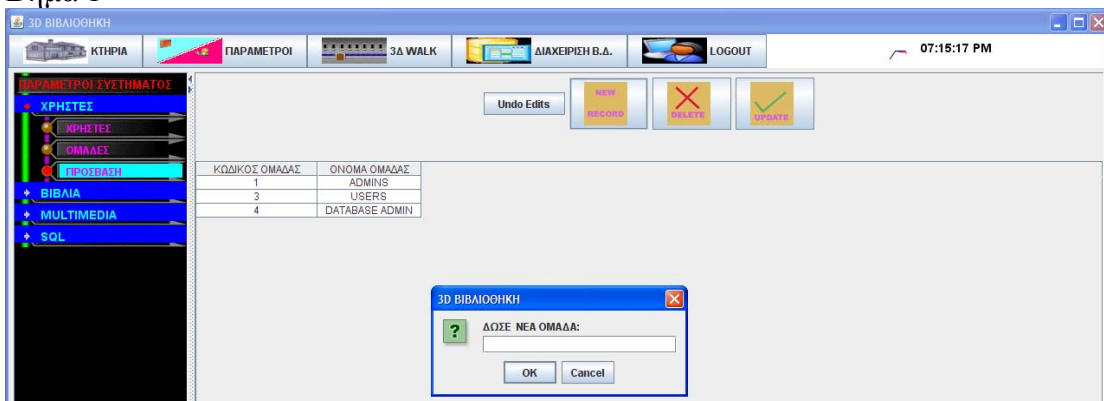 3D ΒΙΒΛΙΟΘΗΚΗ
ΚΤΗΡΙΑ
ΠΑΡΑΜΕΤΡΟΙ
3Δ WALK
ΔΙΑΧΕΙΡΙΣΗ Β.Δ.
LOGOUT
07:15:17 PM
ΠΑΡΑΜΕΤΡΟΙ ΣΥΣΤΗΜΑΤΟΣ
ΧΡΗΣΤΕΣ
ΧΡΗΣΤΕΣ
ΟΜΑΔΕΣ
ΠΡΟΣΒΑΣΗ
ΒΙΒΛΙΑ
MULTIMEDIA
SQL
Undo Edits
NEW
RECORD
DELETE
UPDATE
ΚΩΔΙΚΟΣ ΟΜΑΔΑΣ ΟΝΟΜΑ ΟΜΑΔΑΣ
1 ADMINS
3 USERS
4 DATABASE ADMIN
3D ΒΙΒΛΙΟΘΗΚΗ
ΔΩΣΕ ΝΕΑ ΟΜΑΔΑ:
OK Cancel